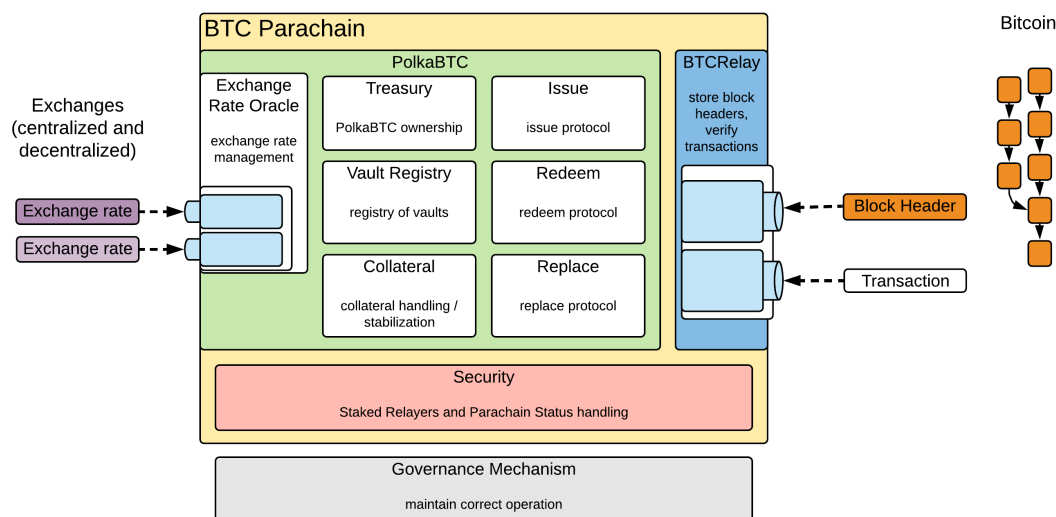 BTC Parachain
Bitcoin
PolkaBTC
BTCRelay
Exchange
Rate Oracle
exchange rate
management
Treasury
PolkaBTC ownership
Issue
issue protocol
store block
headers,
verify
transactions
Exchanges
(centralized and
decentralized)
Vault Registry
registry of vaults
Redeem
redeem protocol
Exchange rate
Exchange rate
Block Header
Transaction
Collateral
collateral handling /
stabilization
Replace
replace protocol
Security
Staked Relayers and Parachain Status handling
Governance Mechanism
maintain correct operation